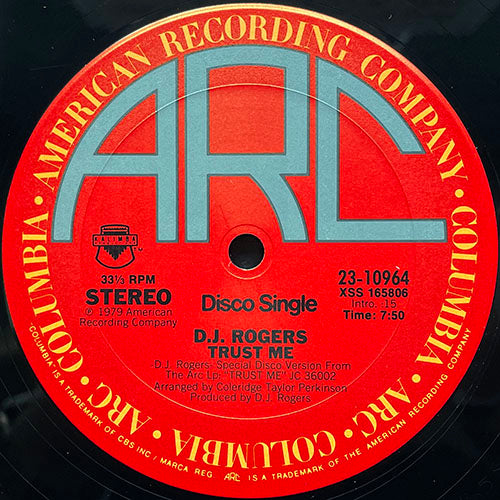 AMERICAN RECORDING COMPANY • COLUMBIA • ARC • COLUMBIA • ARC • COLUMBIA •
ARC
KALIMBA
33⅓ RPM
STEREO
℗ 1979 American
Recording Company
Disco Single
23-10964
XSS 165806
Intro. :15
Time: 7:50
D.J. ROGERS
TRUST ME
-D.J. Rogers- Special Disco Version From
The Arc Lp: "TRUST ME" JC 36002
Arranged by Coleridge Taylor Perkinson
Produced by D.J. Rogers
"COLUMBIA" IS A TRADEMARK OF CBS INC/ MARCA REG. ARC IS A TRADEMARK OF THE AMERICAN RECORDING COMPANY